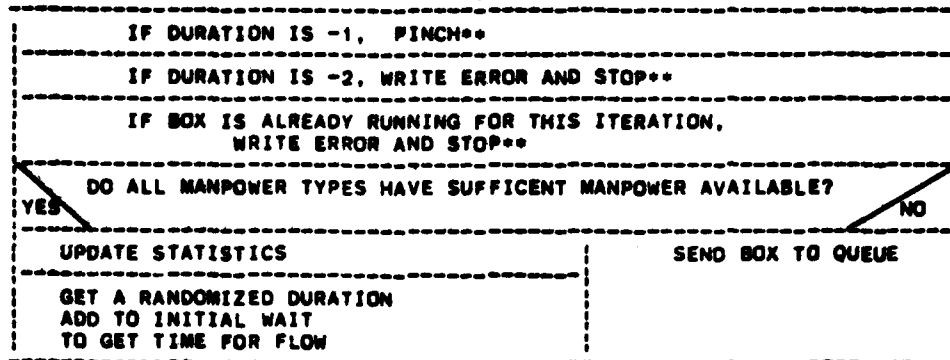 IF DURATION IS -1, PINCH**
IF DURATION IS -2, WRITE ERROR AND STOP**
IF BOX IS ALREADY RUNNING FOR THIS ITERATION,
WRITE ERROR AND STOP**
DO ALL MANPOWER TYPES HAVE SUFFICENT MANPOWER AVAILABLE?
YES
NO
UPDATE STATISTICS
SEND BOX TO QUEUE
GET A RANDOMIZED DURATION
ADD TO INITIAL WAIT
TO GET TIME FOR FLOW